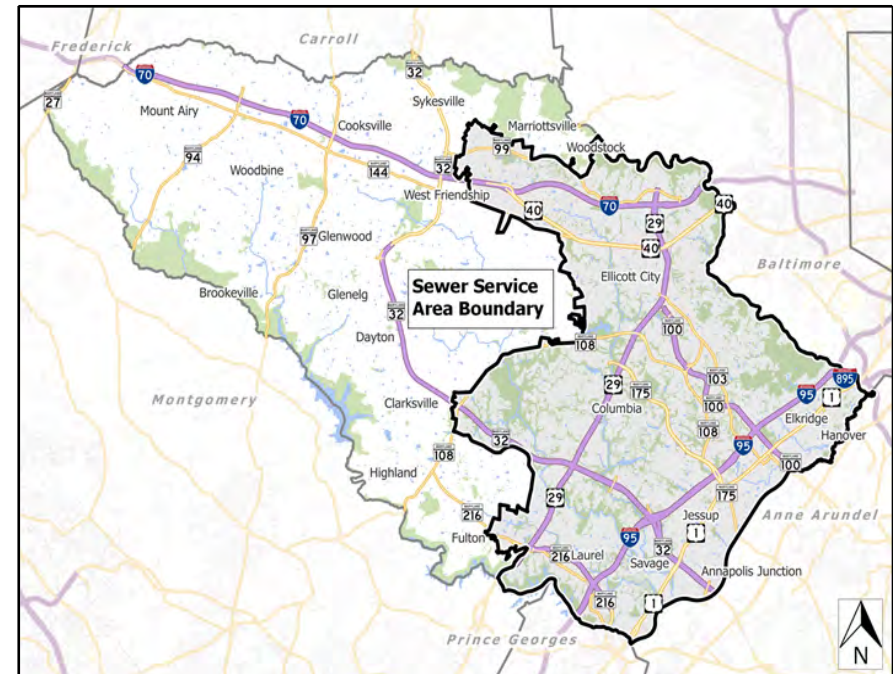 Frederick
Carroll
70
32
27
Mount Airy
Sykesville
70
Cooksville
Marriottsville
94
99
Woodstock
Woodbine
144
32
West Friendship
70
40
40
29
97
Glenwood
40
Baltimore
Ellicott City
Brookeville
Glenelg
Sewer Service
Area Boundary
32
100
Dayton
108
103
895
Montgomery
29
175
95
1
Clarksville
Columbia
100
Elkridge
108
Hanover
32
95
108
100
Highland
29
175
216
Jessup
Anne Arundel
Fulton
95
1
216
Laurel
32
Savage
Annapolis Junction
216
1
Prince Georges
N